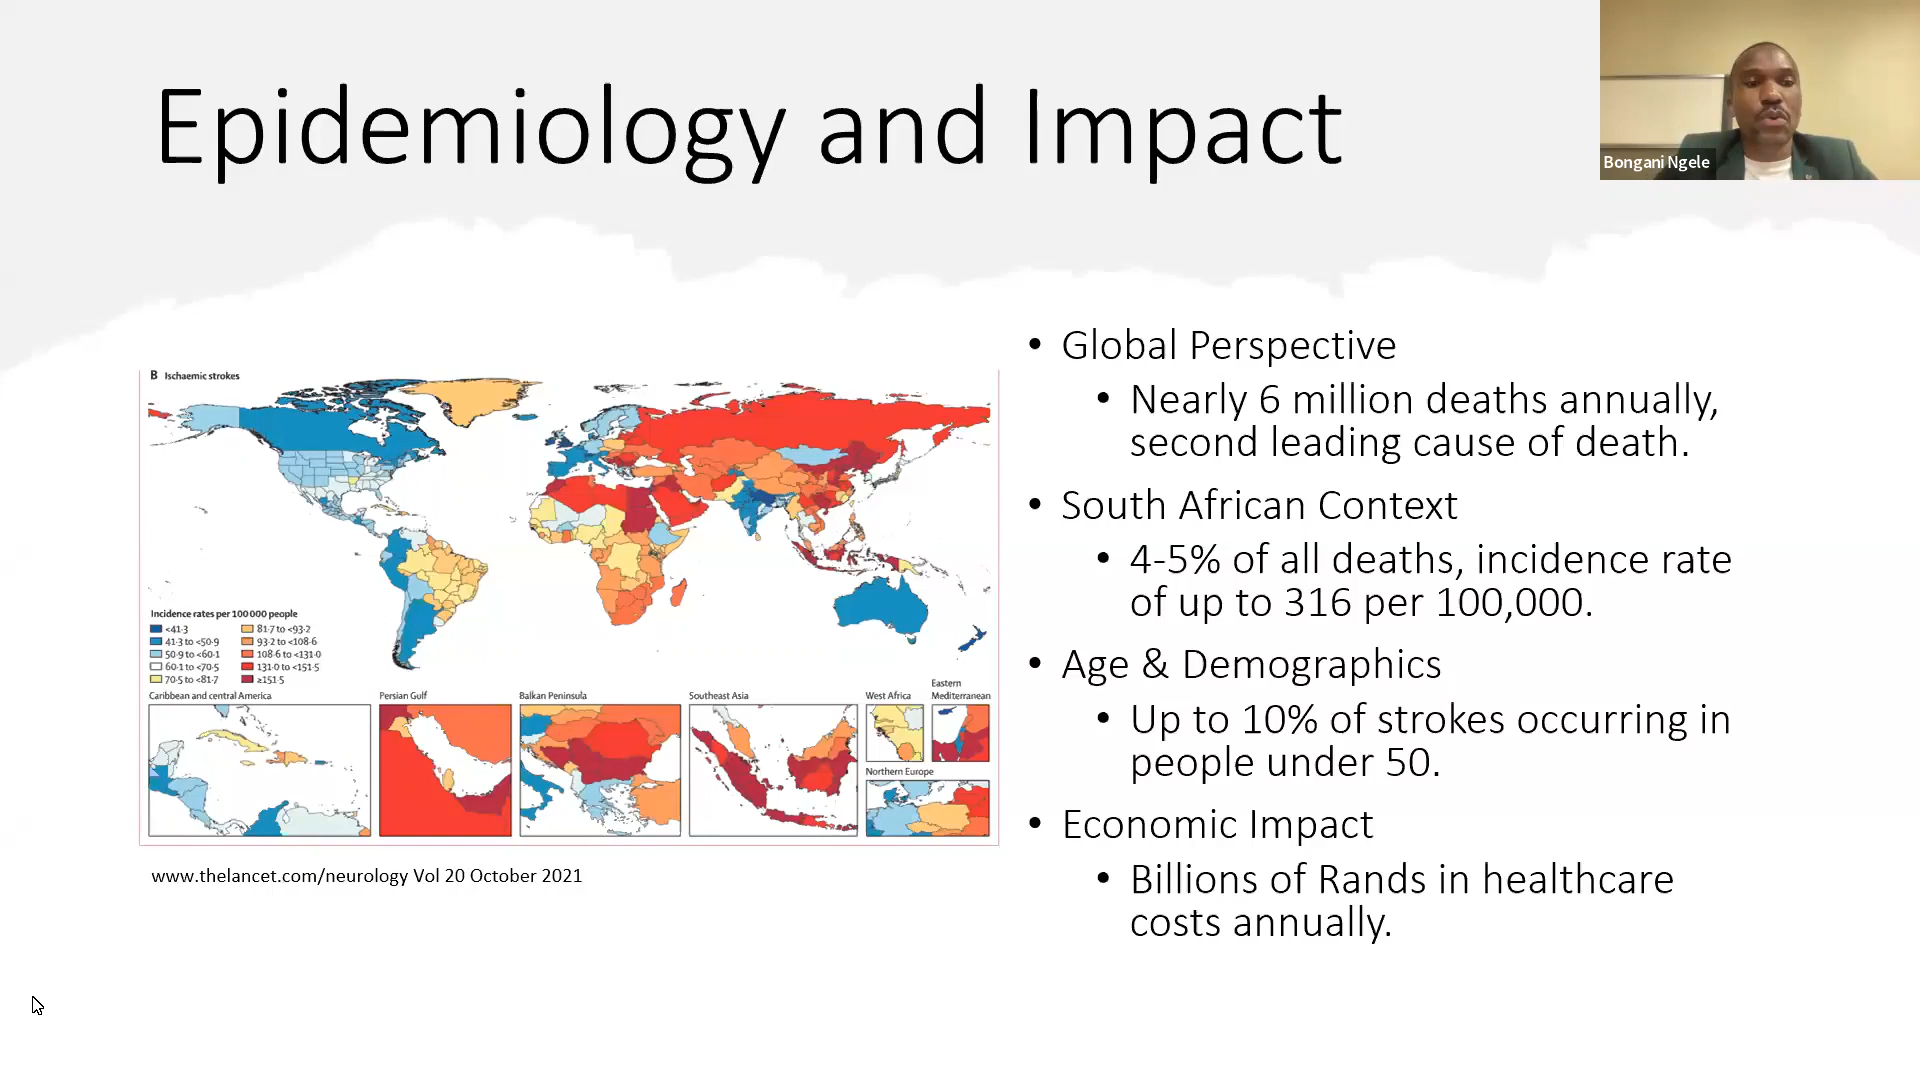 Epidemiology and Impact
Bongani Ngele
B Ischaemic strokes
Incidence rates per 100 000 people
<41·3
41·3 to <50·9
50·9 to <60·1
60·1 to <70·5
70·5 to <81·7
81·7 to <93·2
93·2 to <108·6
108·6 to <131·0
131·0 to <151·5
≥151·5
Caribbean and central America
Persian Gulf
Balkan Peninsula
Southeast Asia
West Africa
Eastern
Mediterranean
Northern Europe
www.thelancet.com/neurology Vol 20 October 2021
• Global Perspective
• Nearly 6 million deaths annually,
second leading cause of death.
• South African Context
• 4-5% of all deaths, incidence rate
of up to 316 per 100,000.
• Age & Demographics
• Up to 10% of strokes occurring in
people under 50.
• Economic Impact
• Billions of Rands in healthcare
costs annually.